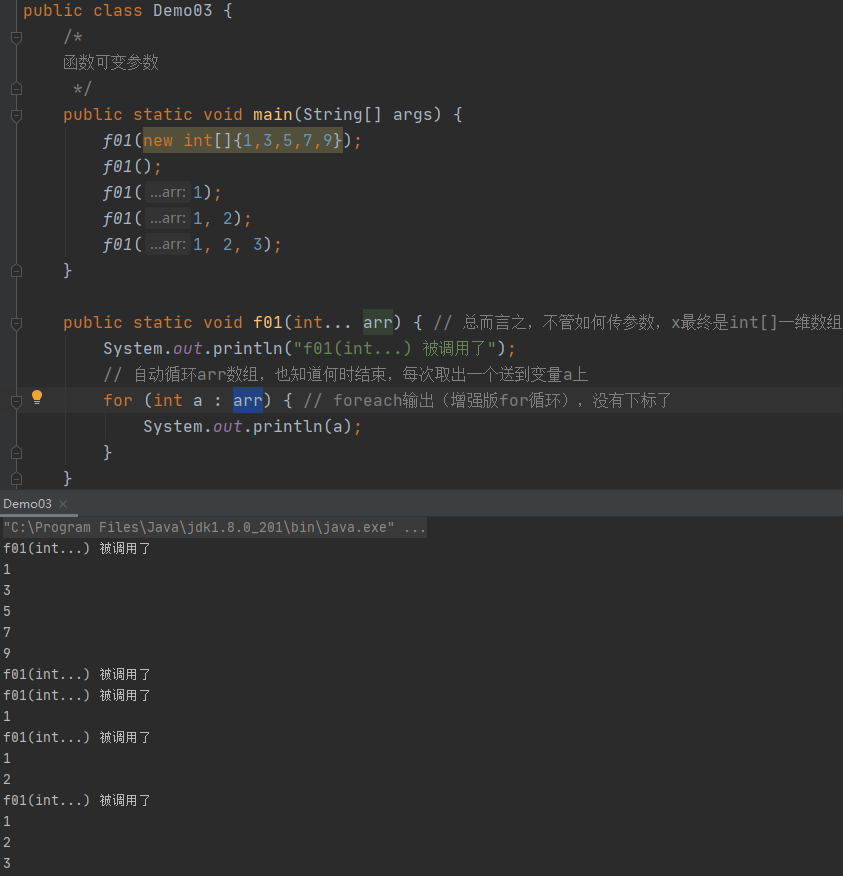 public class Demo03 {
/*
函数可变参数
*/
public static void main(String[] args) {
f01(new int[]{1,3,5,7,9});
f01();
f01( ...arr: 1);
f01( ...arr: 1, 2);
f01( ...arr: 1, 2, 3);
}
public static void f01(int... arr) { // 总而言之，不管如何传参数，x最终是int[]一维数组
System.out.println("f01(int...) 被调用了");
// 自动循环arr数组，也知道何时结束，每次取出一个送到变量a上
for (int a : arr) { // foreach输出（增强版for循环），没有下标了
System.out.println(a);
}
}
Demo03 ×
"C:\Program Files\Java\jdk1.8.0_201\bin\java.exe" ...
f01(int...) 被调用了
1
3
5
7
9
f01(int...) 被调用了
f01(int...) 被调用了
1
f01(int...) 被调用了
1
2
f01(int...) 被调用了
1
2
3